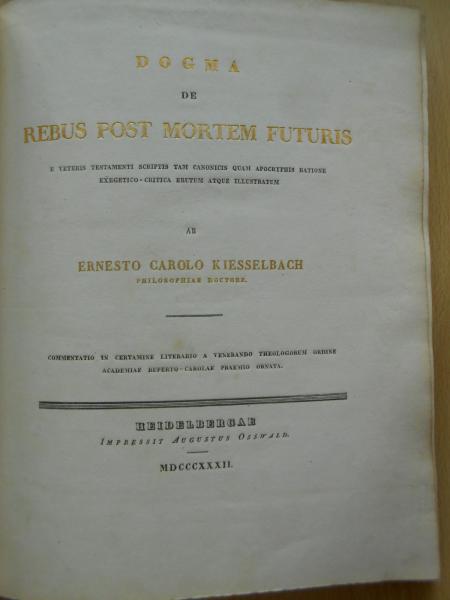 DOGMA
DE
REBUS POST MORTEM FUTURIS
E VETERIS TESTAMENTI SCRIPTIS TAM CANONICIS QUAM APOCRYPHIS RATIONE
EXEGETICO-CRITICA ERUTUM ATQUE ILLUSTRATUM
AB
ERNESTO CAROLO KIESSELBACH
PHILOSOPHIAE DOCTORE.
COMMENTATIO IN CERTAMINE LITERARIO A VENERANDO THEOLOGORUM ORDINE
ACADEMIAE RUPERTO-CAROLAE PRAEMIO ORNATA.
HEIDELBERGAE
IMPRESSIT AUGUSTUS OSSWALD.
MDCCCXXXII.